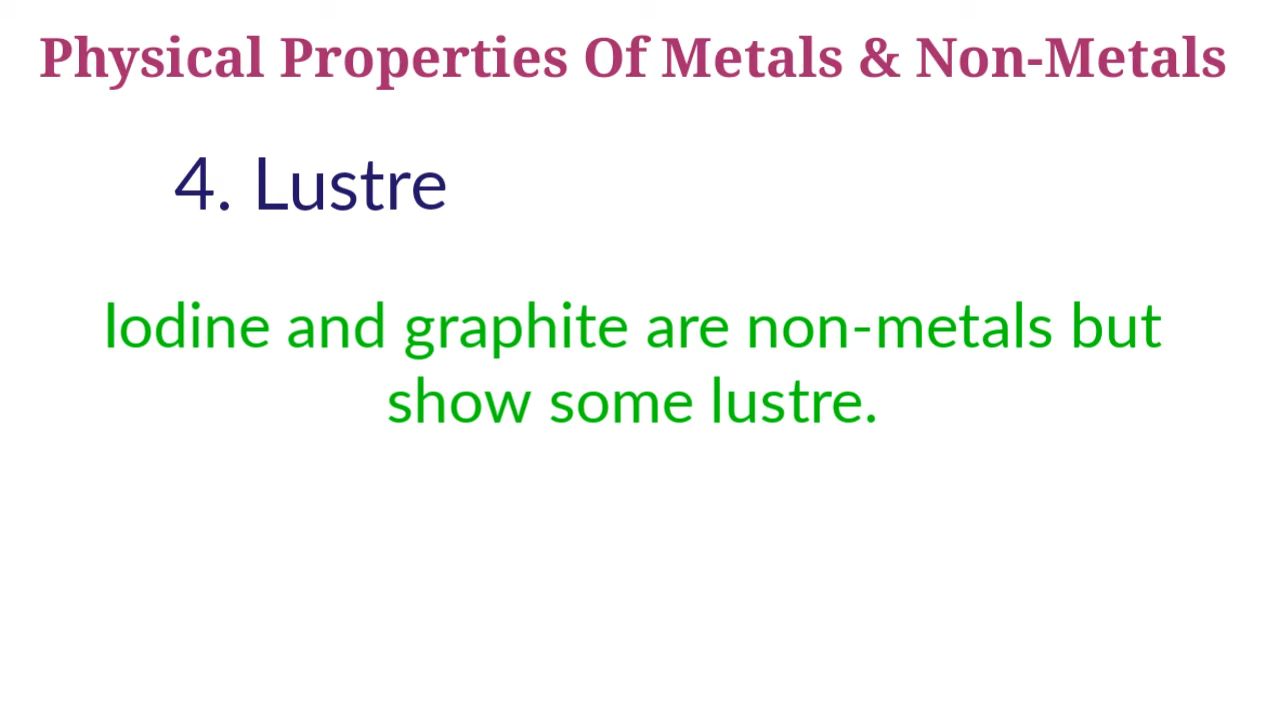 Physical Properties Of Metals & Non-Metals
4. Lustre
Iodine and graphite are non-metals but
show some lustre.